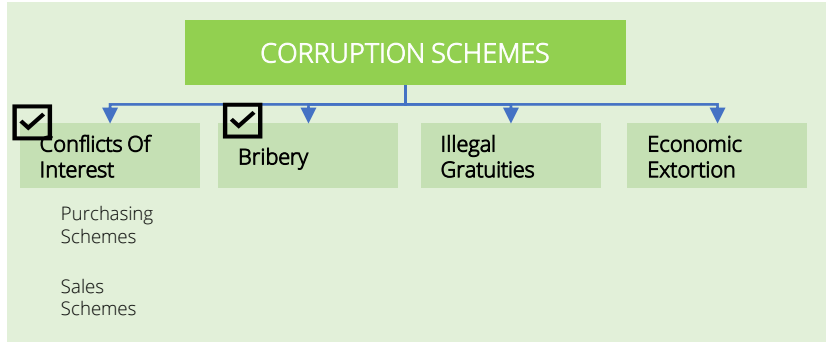 CORRUPTION SCHEMES
Conflicts Of
Interest
Bribery
Illegal
Gratuities
Economic
Extortion
Purchasing
Schemes
Sales
Schemes